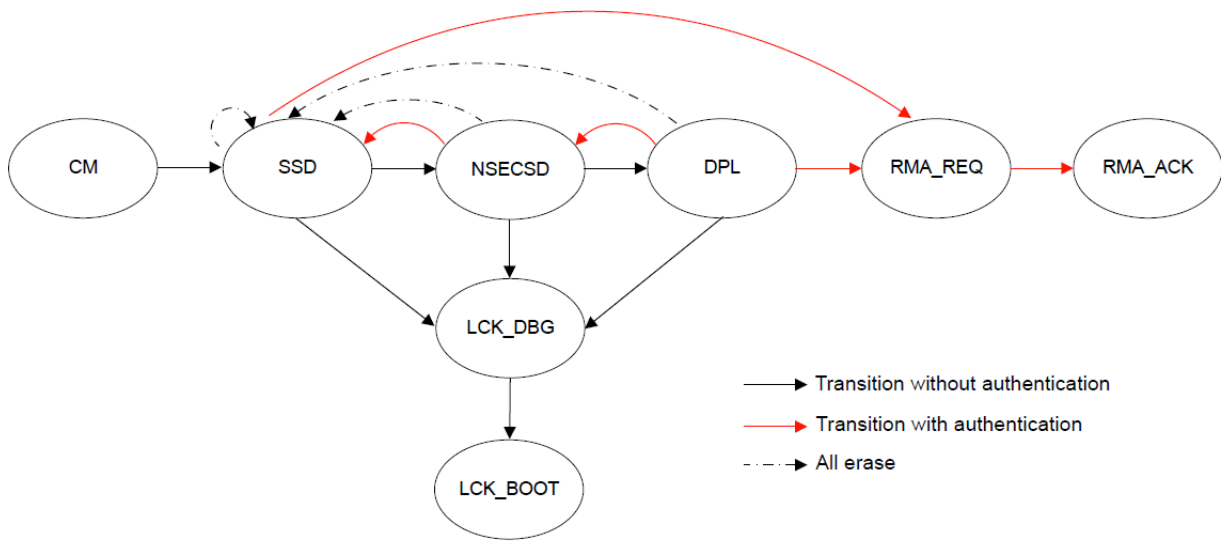 CM
SSD
NSECSD
DPL
RMA_REQ
RMA_ACK
LCK_DBG
LCK_BOOT
Transition without authentication
Transition with authentication
All erase